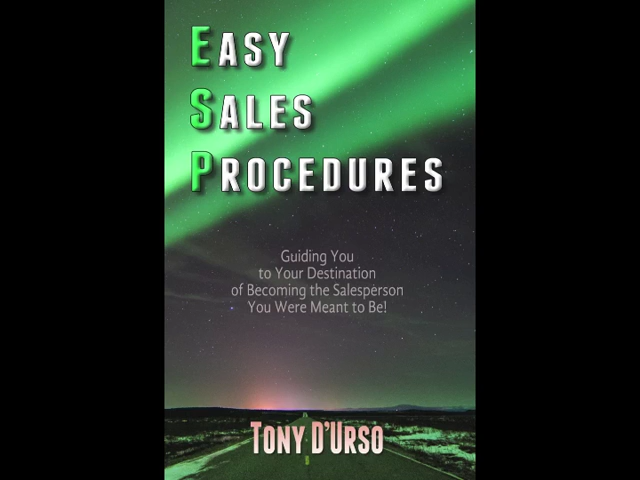 EASY
SALES
PROCEDURES
Guiding You
to Your Destination
of Becoming the Salesperson
You Were Meant to Be!
TONY D'URSO